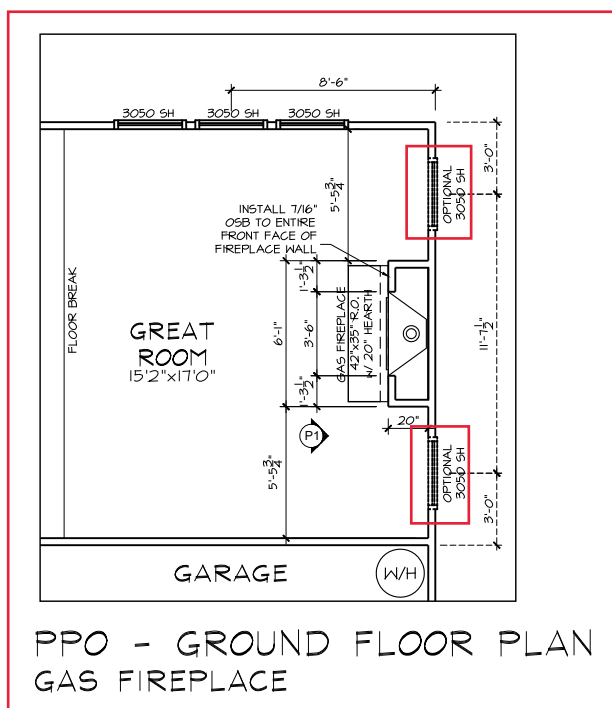 8'-6"
3050 SH 3050 SH 3050 SH
3'-0"
OPTIONAL
3050 SH
5'-5 3/4"
INSTALL 7/16"
OSB TO ENTIRE
FRONT FACE OF
FIREPLACE WALL
FLOOR BREAK
1'-3 1/2"
GREAT
ROOM
15'2"x17'0"
6'-1"
3'-6"
GAS FIREPLACE
42"x35" R.O.
W/ 20" HEARTH
11'-7 1/2"
1'-3 1/2"
20"
P1
5'-5 3/4"
OPTIONAL
3050 SH
3'-0"
GARAGE
W/H
PPO - GROUND FLOOR PLAN
GAS FIREPLACE